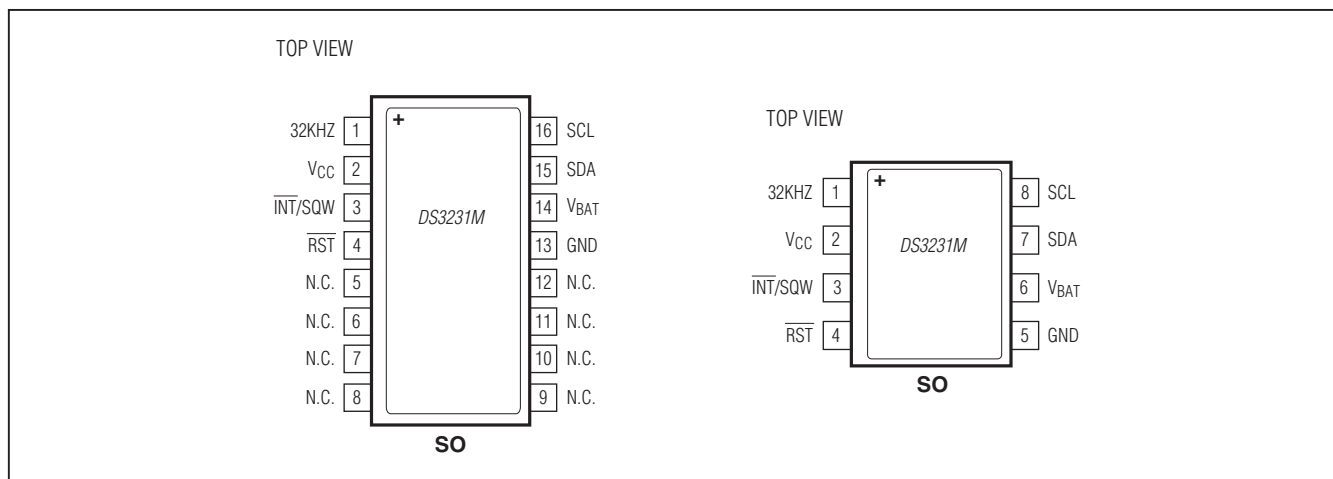 TOP VIEW
32KHZ 1 + 16 SCL
VCC 2 15 SDA
INT/SQW 3 DS3231M 14 VBAT
RST 4 13 GND
N.C. 5 12 N.C.
N.C. 6 11 N.C.
N.C. 7 10 N.C.
N.C. 8 9 N.C.
SO
TOP VIEW
32KHZ 1 + 8 SCL
VCC 2 DS3231M 7 SDA
INT/SQW 3 6 VBAT
RST 4 5 GND
SO